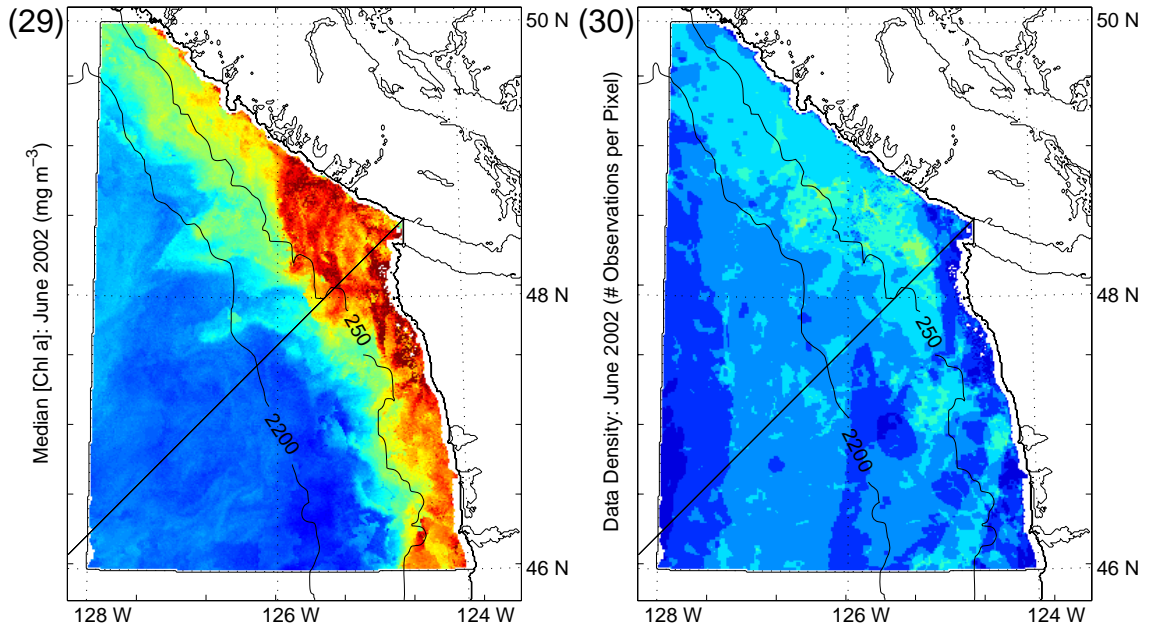 (29)
Median [Chl a]: June 2002 (mg m−3)
250
2200
50 N
48 N
46 N
128 W
126 W
124 W
(30)
Data Density: June 2002 (# Observations per Pixel)
250
2200
50 N
48 N
46 N
128 W
126 W
124 W